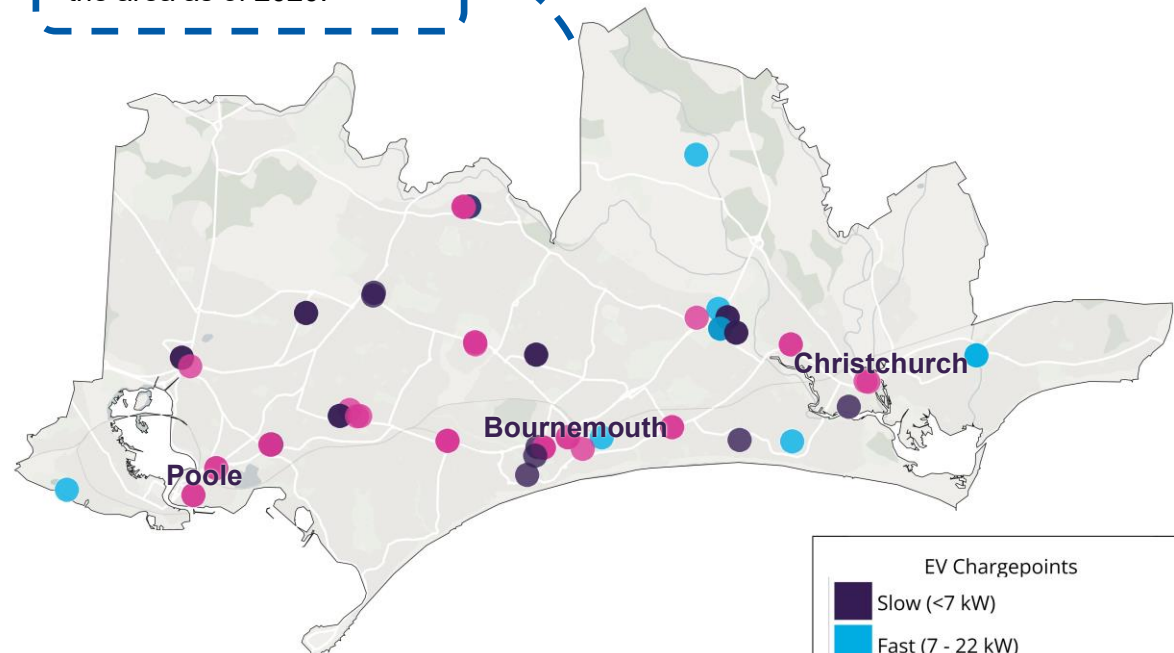 Christchurch
Bournemouth
Poole
EV Chargepoints
Slow (<7 kW)
Fast (7 - 22 kW)